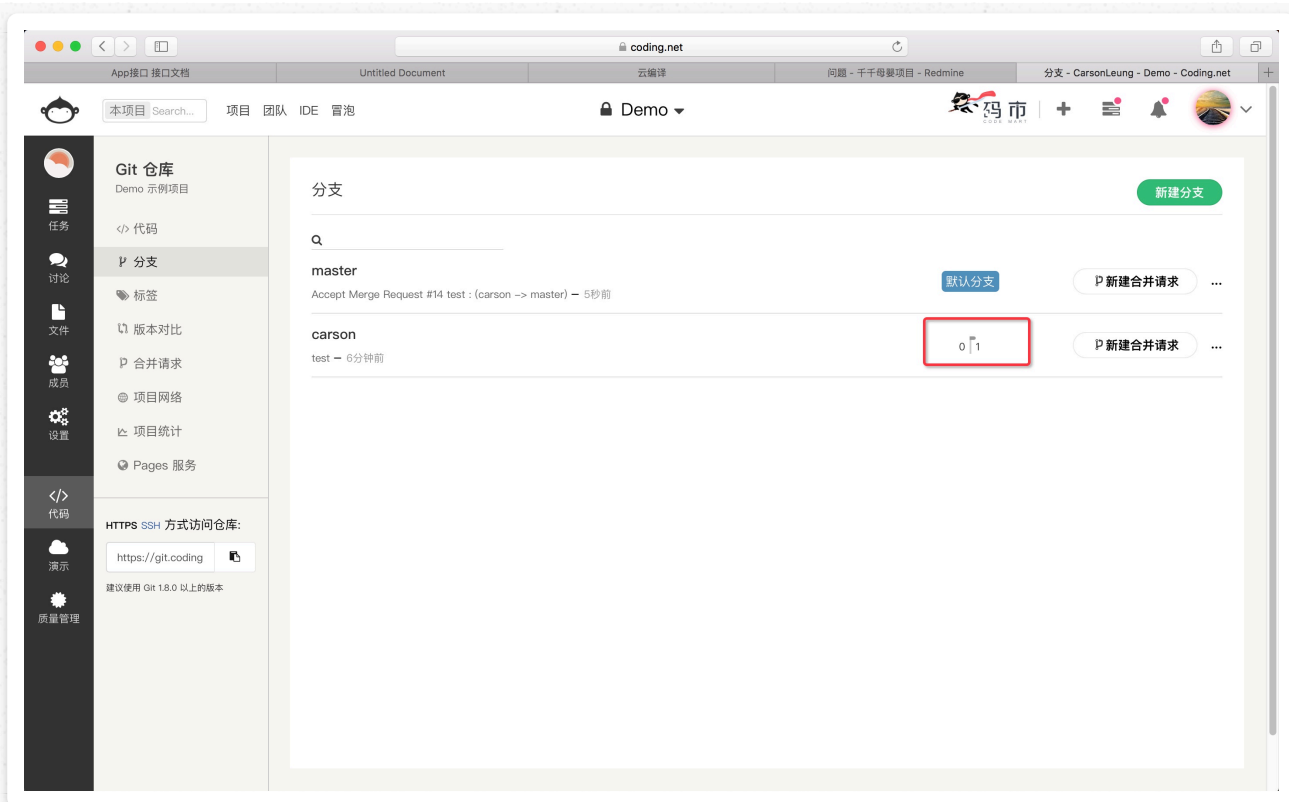 coding.net
App接口 接口文档
Untitled Document
云编译
问题 - 千千母婴项目 - Redmine
分支 - CarsonLeung - Demo - Coding.net
本项目 Search... 项目 团队 IDE 冒泡
Demo
码市
CODE MART
任务
讨论
文件
成员
设置
代码
演示
质量管理
Git 仓库
Demo 示例项目
</> 代码
分支
标签
版本对比
合并请求
项目网络
项目统计
Pages 服务
HTTPS SSH 方式访问仓库:
https://git.coding
建议使用 Git 1.8.0 以上的版本
分支
新建分支
master
默认分支
新建合并请求
...
Accept Merge Request #14 test : (carson -> master) – 5秒前
carson
0 1
新建合并请求
...
test – 6分钟前